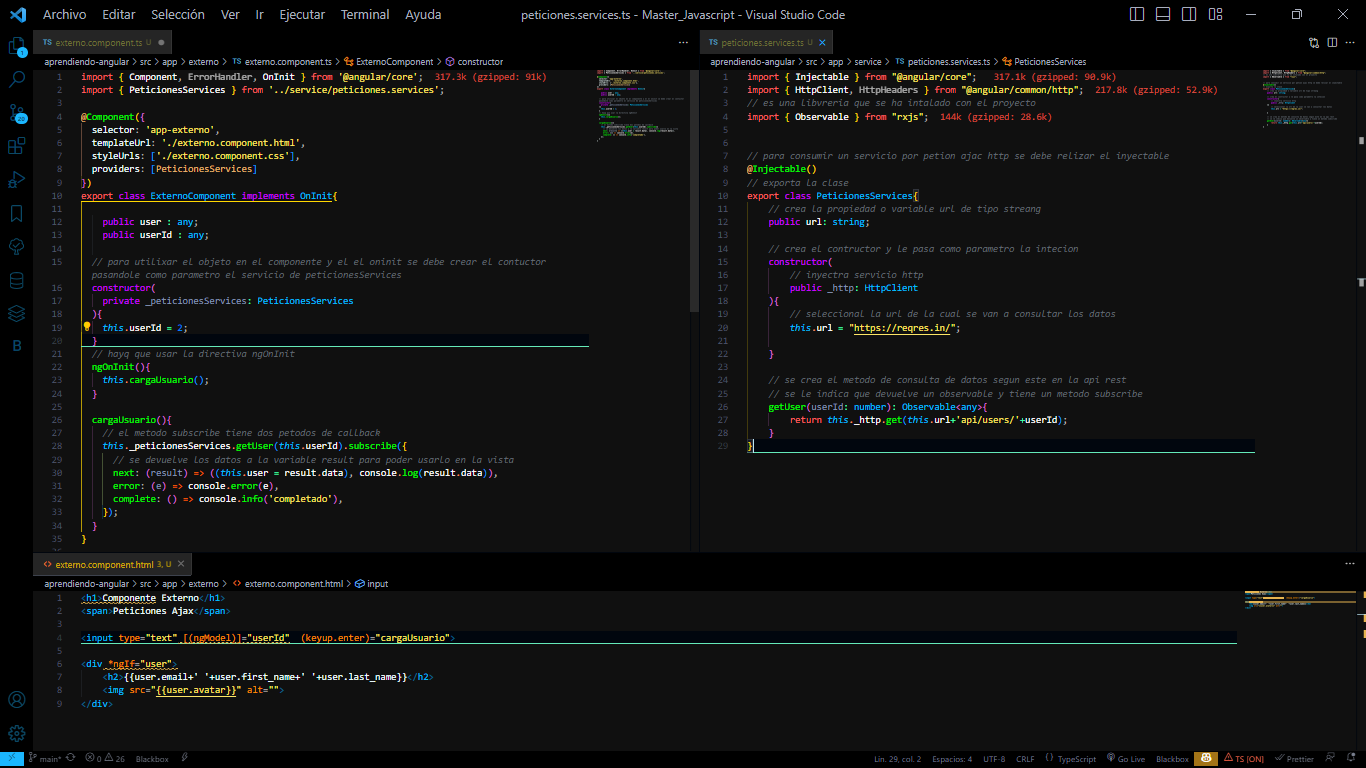 Archivo Editar Selección Ver Ir Ejecutar Terminal Ayuda
peticiones.services.ts - Master_Javascript - Visual Studio Code
TS externo.component.ts U
aprendiendo-angular > src > app > externo > TS externo.component.ts > ExternoComponent > constructor
1 import { Component, ErrorHandler, OnInit } from '@angular/core'; 317.3k (gzipped: 91k)
2 import { PeticionesServices } from '../service/peticiones.services';
3
4 @Component({
5 selector: 'app-externo',
6 templateUrl: './externo.component.html',
7 styleUrls: ['./externo.component.css'],
8 providers: [PeticionesServices]
9 })
10 export class ExternoComponent implements OnInit{
11
12 public user : any;
13 public userId : any;
14
15 // para utilixar el objeto en el componente y el el oninit se debe crear el contuctor
pasandole como parametro el servicio de peticionesServices
16 constructor(
17 private _peticionesServices: PeticionesServices
18 ){
19 this.userId = 2;
20 }
21 // hayq que usar la directiva ngOnInit
22 ngOnInit(){
23 this.cargaUsuario();
24 }
25
26 cargaUsuario(){
27 // el metodo subscribe tiene dos petodos de callback
28 this._peticionesServices.getUser(this.userId).subscribe({
29 // se devuelve los datos a la variable result para poder usarlo en la vista
30 next: (result) => ((this.user = result.data), console.log(result.data)),
31 error: (e) => console.error(e),
32 complete: () => console.info('completado'),
33 });
34 }
35 }
TS peticiones.services.ts U
aprendiendo-angular > src > app > service > TS peticiones.services.ts > PeticionesServices
1 import { Injectable } from "@angular/core"; 317.1k (gzipped: 90.9k)
2 import { HttpClient, HttpHeaders } from "@angular/common/http"; 217.8k (gzipped: 52.9k)
3 // es una libvreria que se ha intalado con el proyecto
4 import { Observable } from "rxjs"; 144k (gzipped: 28.6k)
5
6
7 // para consumir un servicio por petion ajac http se debe relizar el inyectable
8 @Injectable()
9 // exporta la clase
10 export class PeticionesServices{
11 // crea la propiedad o variable url de tipo streang
12 public url: string;
13
14 // crea el contructor y le pasa como parametro la intecion
15 constructor(
16 // inyectra servicio http
17 public _http: HttpClient
18 ){
19 // seleccional la url de la cual se van a consultar los datos
20 this.url = "https://reqres.in/";
21
22 }
23
24 // se crea el metodo de consulta de datos segun este en la api rest
25 // se le indica que devuelve un observable y tiene un metodo subscribe
26 getUser(userId: number): Observable<any>{
27 return this._http.get(this.url+'api/users/'+userId);
28 }
29 }
externo.component.html 3, U
aprendiendo-angular > src > app > externo > externo.component.html > input
1 <h1>Componente Externo</h1>
2 <span>Peticiones Ajax</span>
3
4 <input type="text" [(ngModel)]="userId" (keyup.enter)="cargaUsuario">
5
6 <div *ngIf="user">
7 <h2>{{user.email+' '+user.first_name+' '+user.last_name}}</h2>
8 <img src="{{user.avatar}}" alt="">
9 </div>
main* 0 26 Blackbox Lín. 29, col. 2 Espacios: 4 UTF-8 CRLF TypeScript Go Live Blackbox TS [ON] Prettier